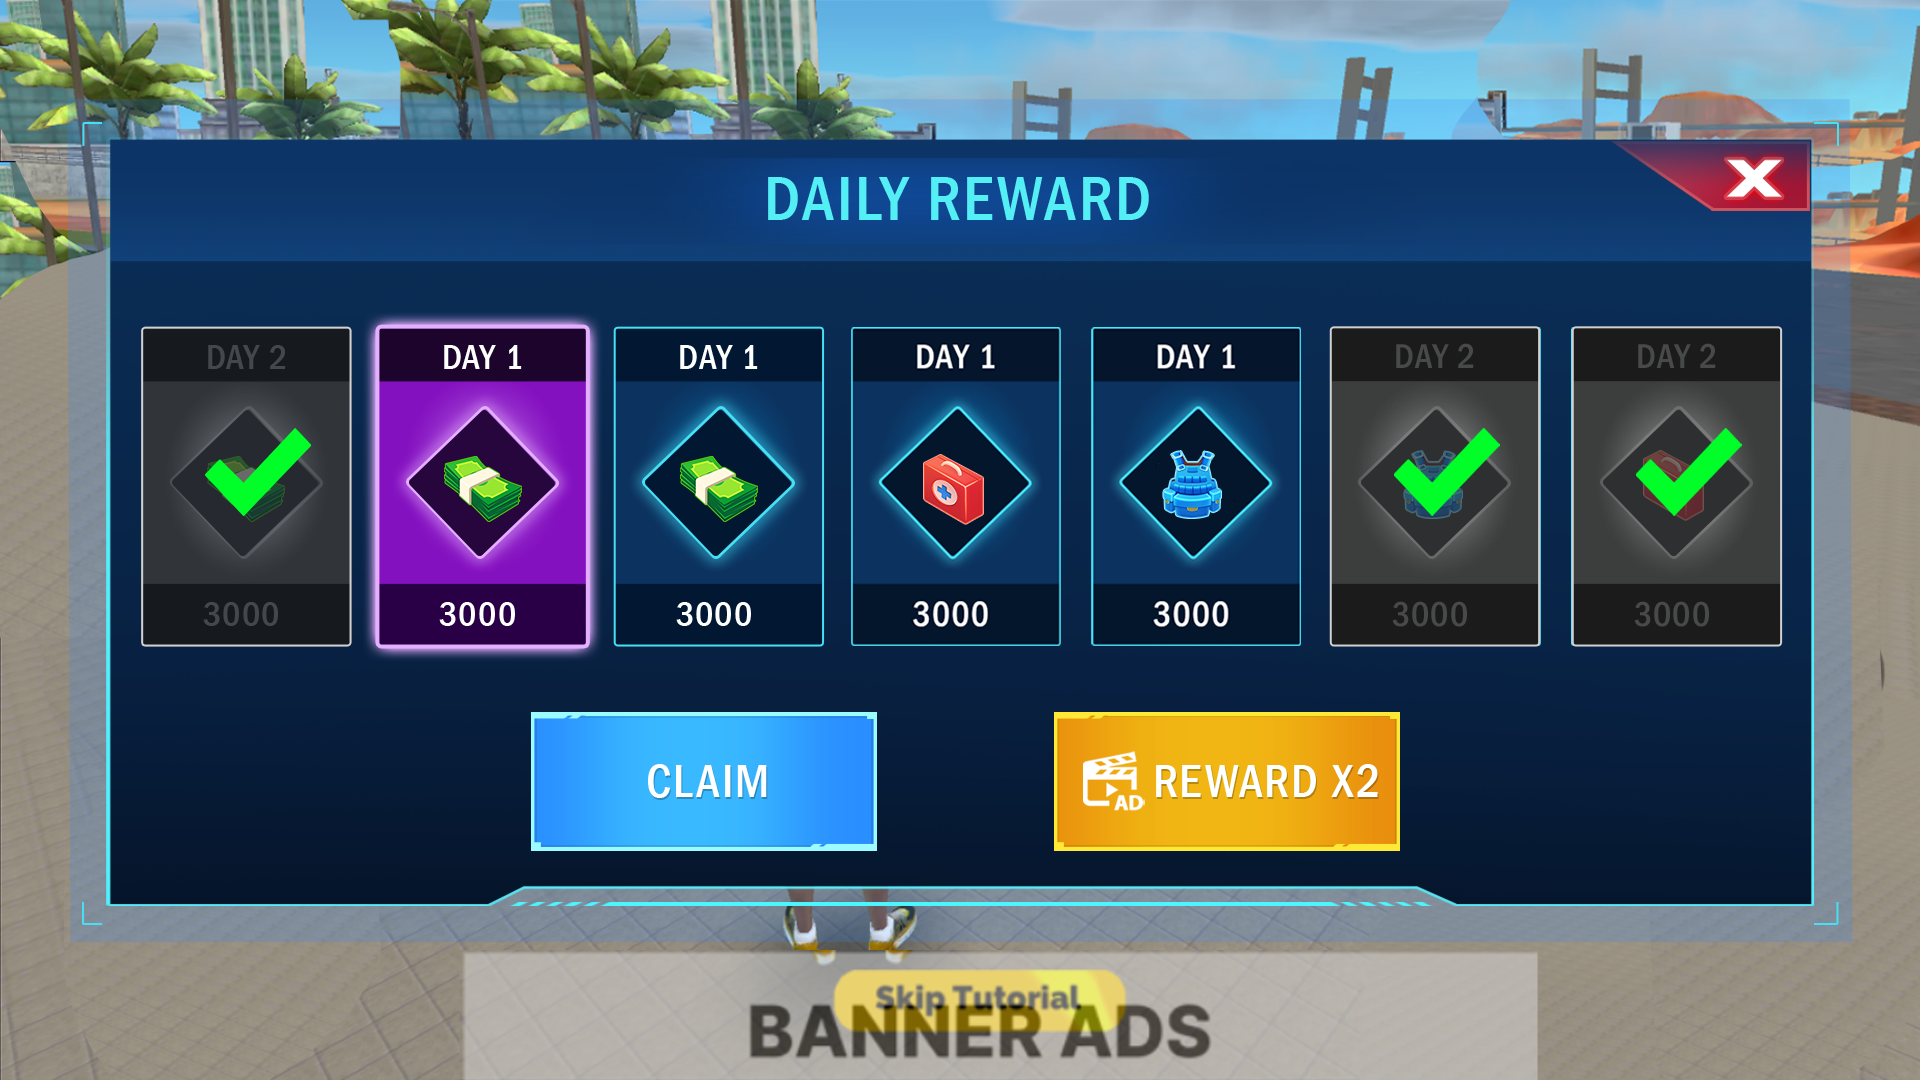 DAILY REWARD
DAY 2
DAY 1
DAY 1
DAY 1
DAY 1
DAY 2
DAY 2
3000
3000
3000
3000
3000
3000
3000
CLAIM
AD
REWARD X2
Skip Tutorial
BANNER ADS